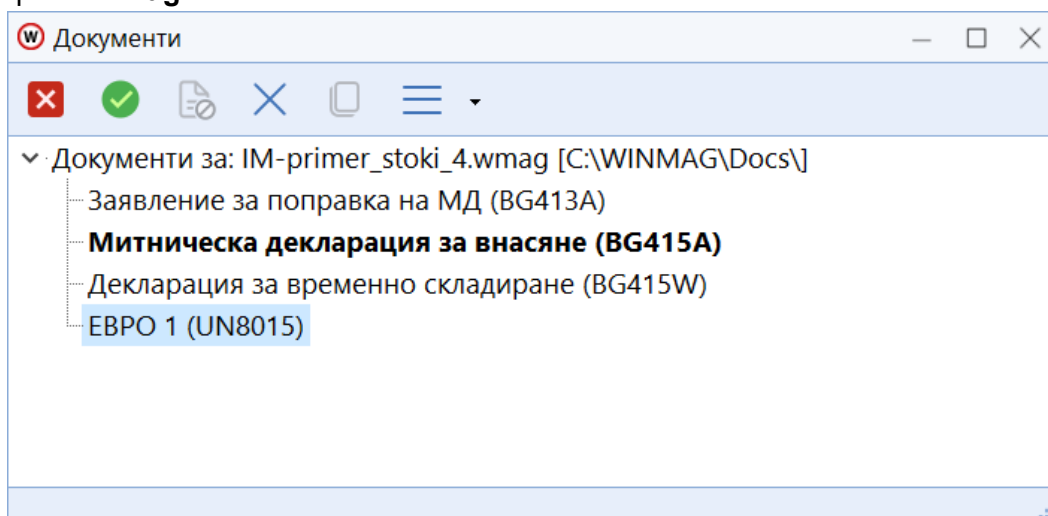 Документи
Документи за: IM-primer_stoki_4.wmag [C:\WINMAG\Docs\]
Заявление за поправка на МД (BG413A)
Митническа декларация за внасяне (BG415A)
Декларация за временно складиране (BG415W)
ЕВРО 1 (UN8015)